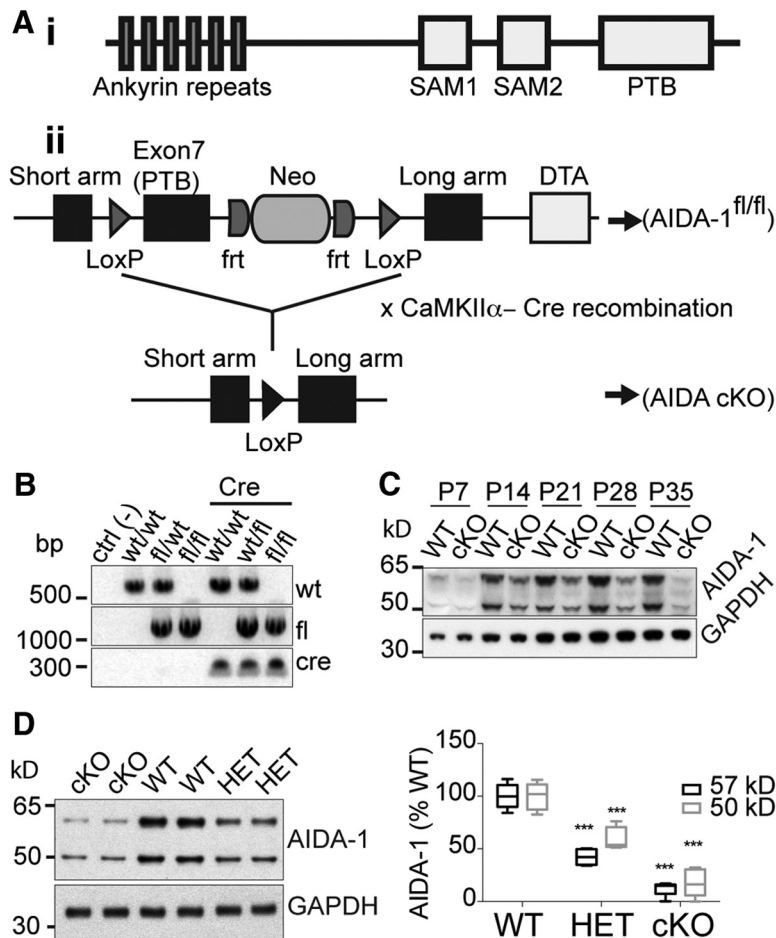 A i
Ankyrin repeats SAM1 SAM2 PTB
ii
Exon7
Short arm (PTB) Neo Long arm DTA
(AIDA-1fl/fl)
LoxP frt frt LoxP
x CaMKIIα– Cre recombination
Short arm Long arm
(AIDA cKO)
LoxP
B
Cre
bp ctrl (-) wt/wt fl/wt fl/fl wt/wt wt/fl fl/fl
500 wt
1000 fl
300 cre
C
P7 P14 P21 P28 P35
kD WT cKO WT cKO WT cKO WT cKO WT cKO
65
50 AIDA-1
30 GAPDH
D
kD cKO cKO WT WT HET HET
65
AIDA-1
50
GAPDH
30
AIDA-1 (% WT)
150
100
50
0
57 kD
50 kD
*** ***
*** ***
WT HET cKO